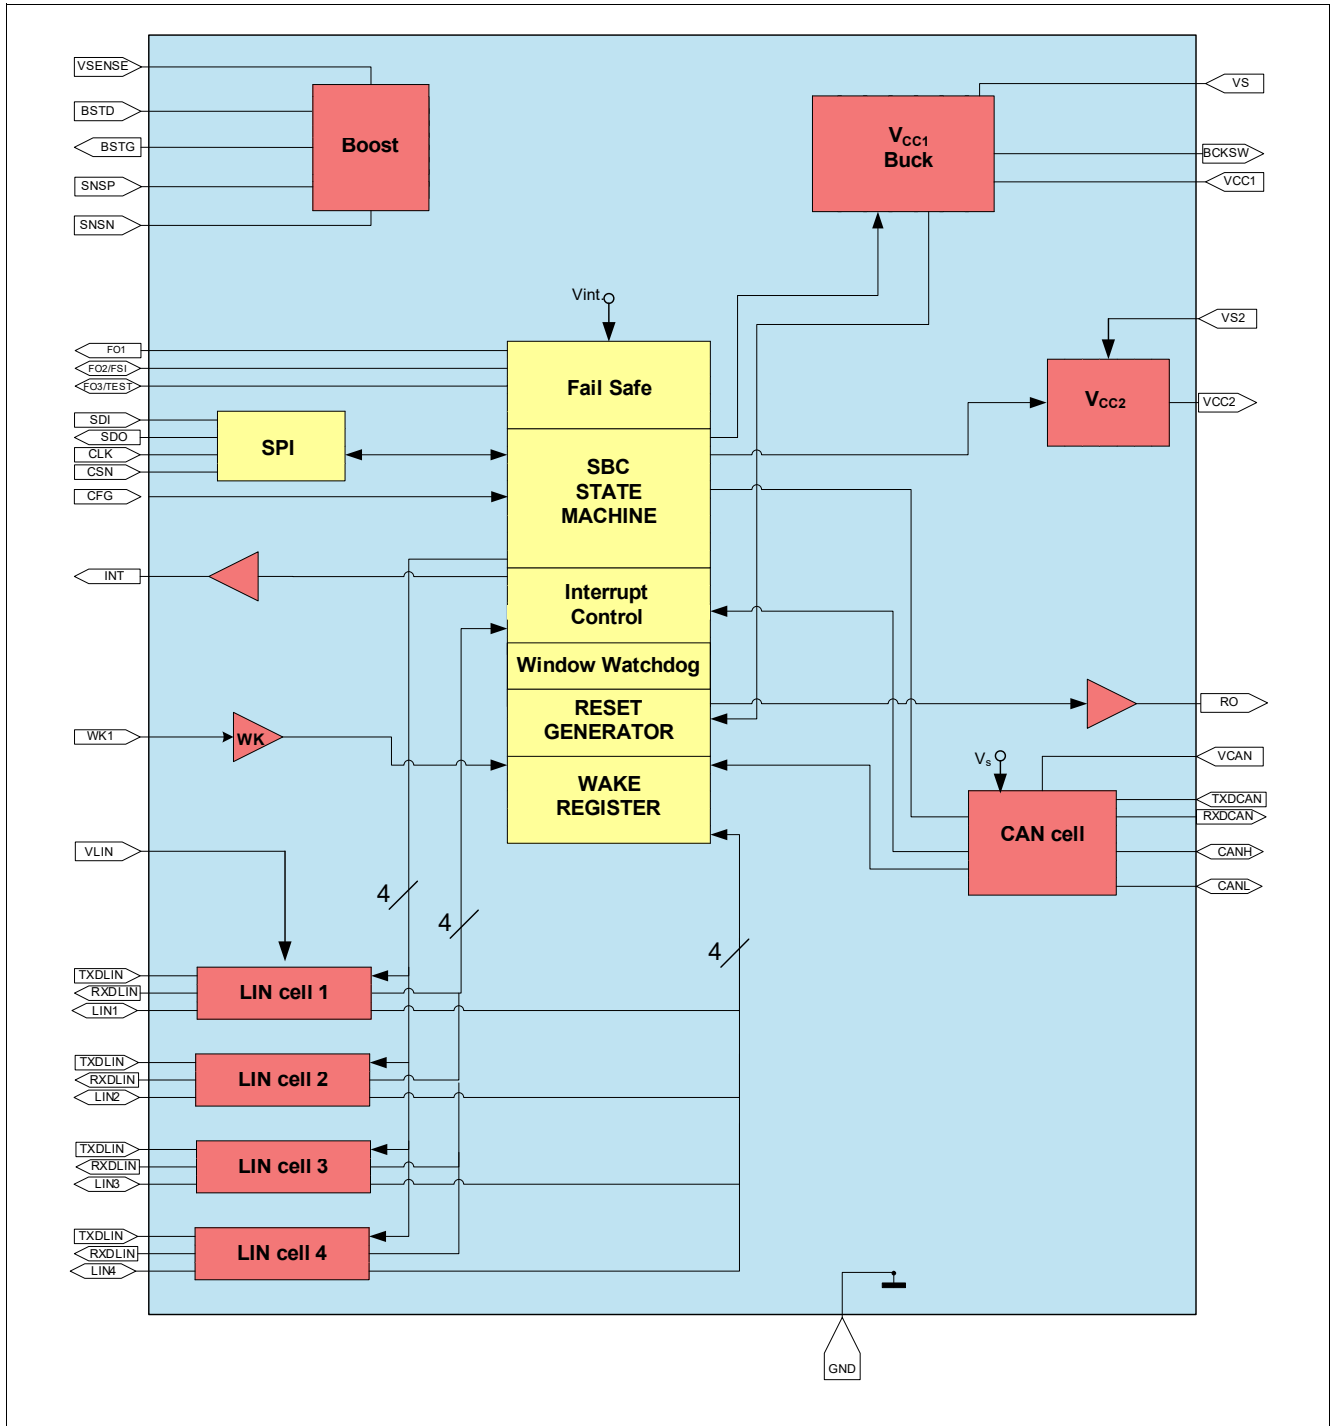 VSENSE
BSTD
BSTG
SNSP
SNSN
Boost
V_CC1
Buck
VS
BCKSW
VCC1
Vint.
VS2
V_CC2
VCC2
FO1
FO2/FSI
FO3/TEST
SDI
SDO
CLK
CSN
CFG
SPI
Fail Safe
SBC
STATE
MACHINE
INT
Interrupt
Control
Window Watchdog
RESET
GENERATOR
RO
WK1
WK
WAKE
REGISTER
V_s
VCAN
TXDCAN
RXDCAN
CANH
CANL
CAN cell
VLIN
4
4
4
TXDLIN
RXDLIN
LIN1
LIN cell 1
TXDLIN
RXDLIN
LIN2
LIN cell 2
TXDLIN
RXDLIN
LIN3
LIN cell 3
TXDLIN
RXDLIN
LIN4
LIN cell 4
GND